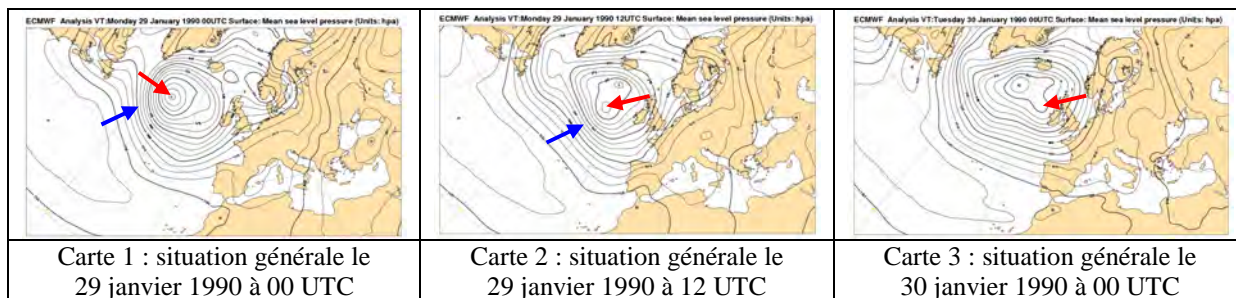 ECMWF Analysis VT:Monday 29 January 1990 00UTC Surface: Mean sea level pressure (Units: hpa)
ECMWF Analysis VT:Monday 29 January 1990 12UTC Surface: Mean sea level pressure (Units: hpa)
ECMWF Analysis VT:Tuesday 30 January 1990 00UTC Surface: Mean sea level pressure (Units: hpa)
Carte 1 : situation générale le
29 janvier 1990 à 00 UTC
Carte 2 : situation générale le
29 janvier 1990 à 12 UTC
Carte 3 : situation générale le
30 janvier 1990 à 00 UTC